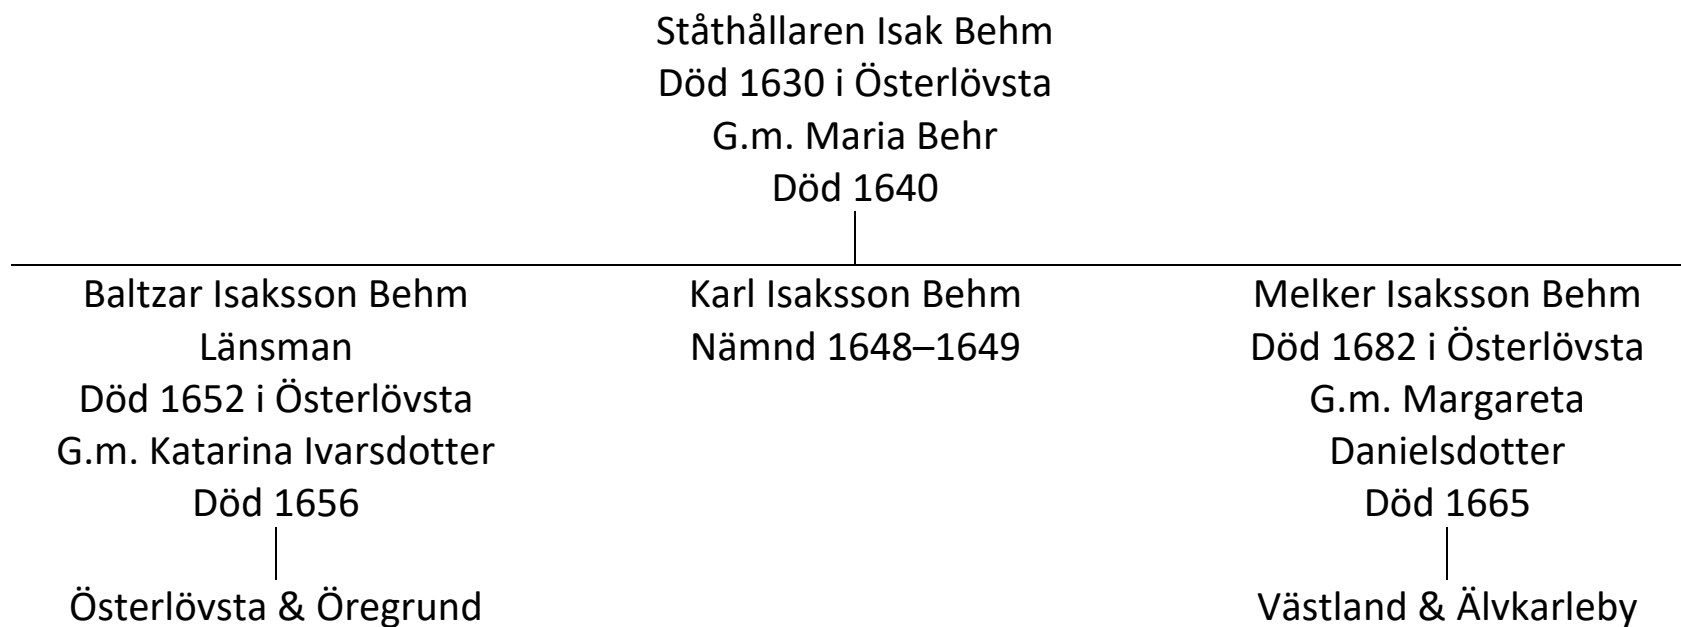 Ståthållaren Isak Behm
Död 1630 i Österlövsta
G.m. Maria Behr
Död 1640
Baltzar Isaksson Behm
Länsman
Död 1652 i Österlövsta
G.m. Katarina Ivarsdotter
Död 1656
Österlövsta & Öregrund
Karl Isaksson Behm
Nämnd 1648–1649
Melker Isaksson Behm
Död 1682 i Österlövsta
G.m. Margareta
Danielsdotter
Död 1665
Västland & Älvkarleby